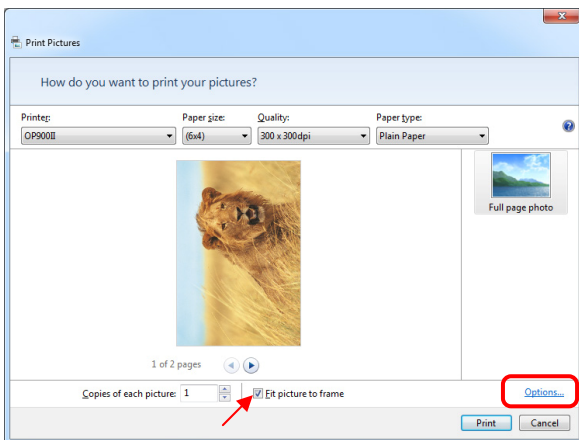 Print Pictures
How do you want to print your pictures?
Printer: Paper size: Quality: Paper type:
OP900II (6x4) 300 x 300dpi Plain Paper
Full page photo
1 of 2 pages
Copies of each picture: 1 Fit picture to frame Options...
Print Cancel